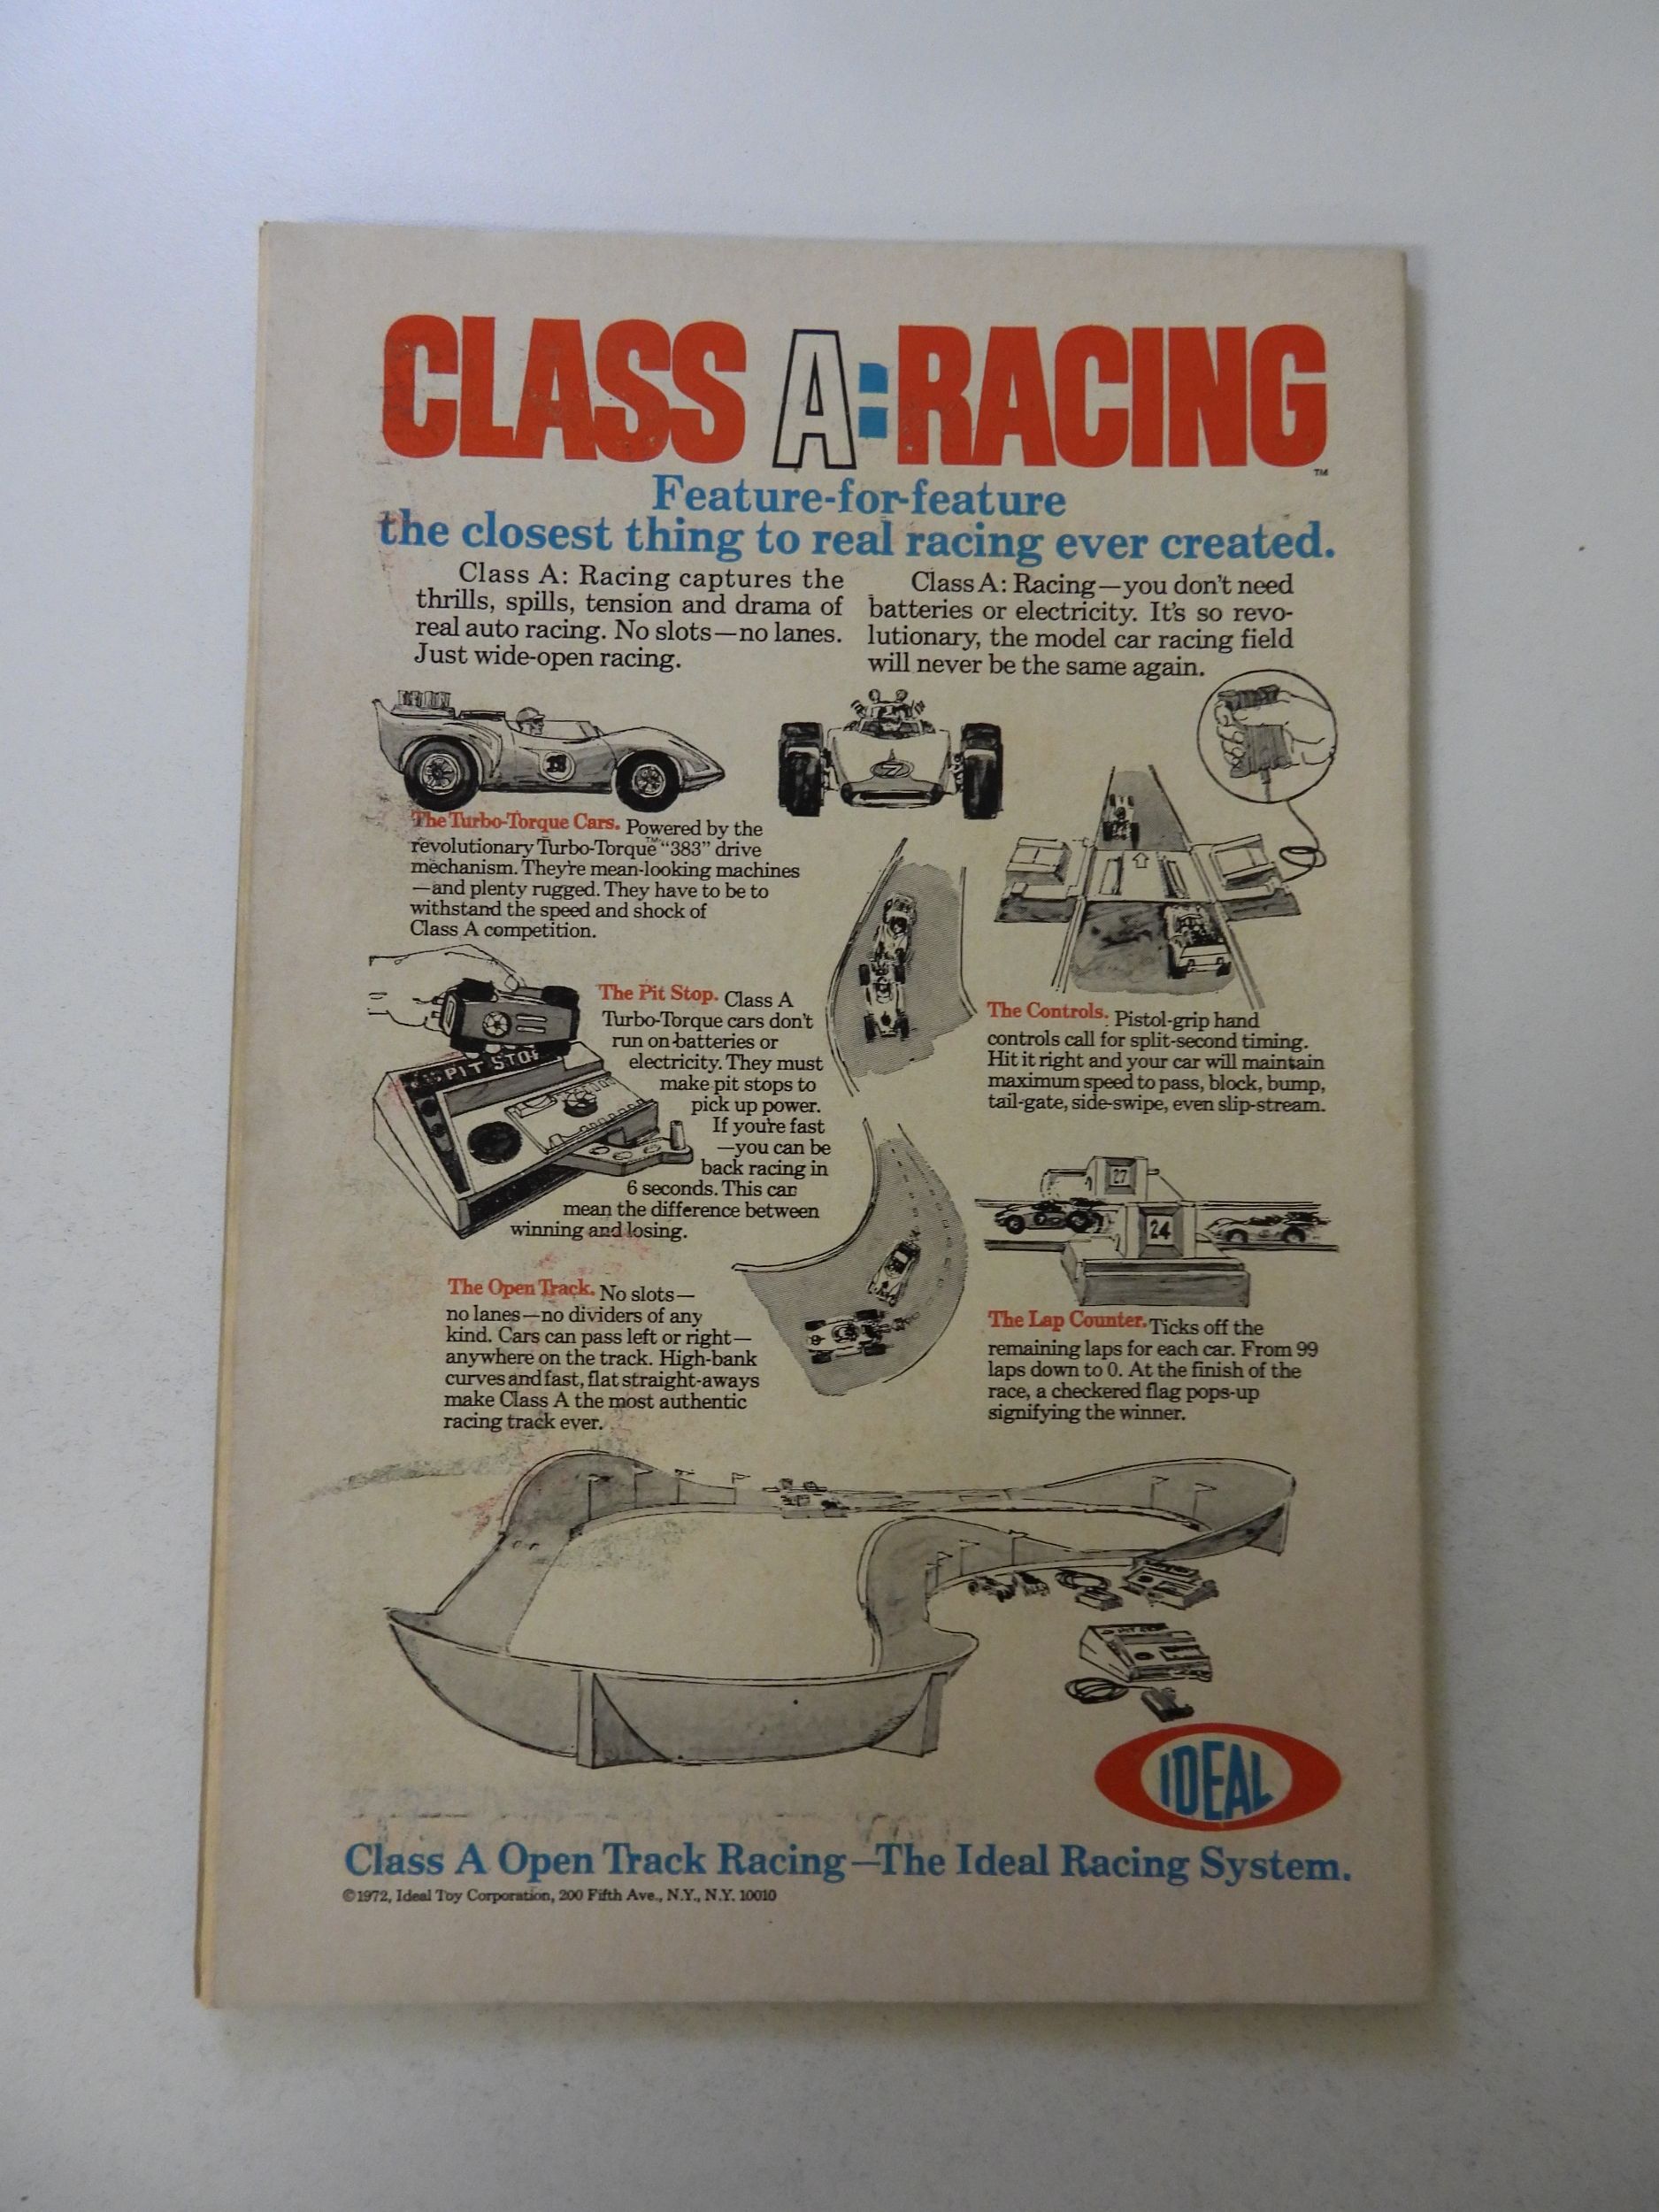 CLASS A: RACING
TM
Feature-for-feature
the closest thing to real racing ever created.
Class A: Racing captures the
thrills, spills, tension and drama of
real auto racing. No slots—no lanes.
Just wide-open racing.
Class A: Racing—you don't need
batteries or electricity. It's so revo-
lutionary, the model car racing field
will never be the same again.
7
The Turbo-Torque Cars. Powered by the
revolutionary Turbo-Torque™ "383" drive
mechanism. They're mean-looking machines
—and plenty rugged. They have to be to
withstand the speed and shock of
Class A competition.
PIT STOP
The Pit Stop. Class A
Turbo-Torque cars don't
run on batteries or
electricity. They must
make pit stops to
pick up power.
If you're fast
—you can be
back racing in
6 seconds. This can
mean the difference between
winning and losing.
The Controls. Pistol-grip hand
controls call for split-second timing.
Hit it right and your car will maintain
maximum speed to pass, block, bump,
tail-gate, side-swipe, even slip-stream.
27
24
The Open Track. No slots—
no lanes—no dividers of any
kind. Cars can pass left or right—
anywhere on the track. High-bank
curves and fast, flat straight-aways
make Class A the most authentic
racing track ever.
The Lap Counter. Ticks off the
remaining laps for each car. From 99
laps down to 0. At the finish of the
race, a checkered flag pops-up
signifying the winner.
IDEAL
Class A Open Track Racing—The Ideal Racing System.
©1972, Ideal Toy Corporation, 200 Fifth Ave., N.Y., N.Y. 10010